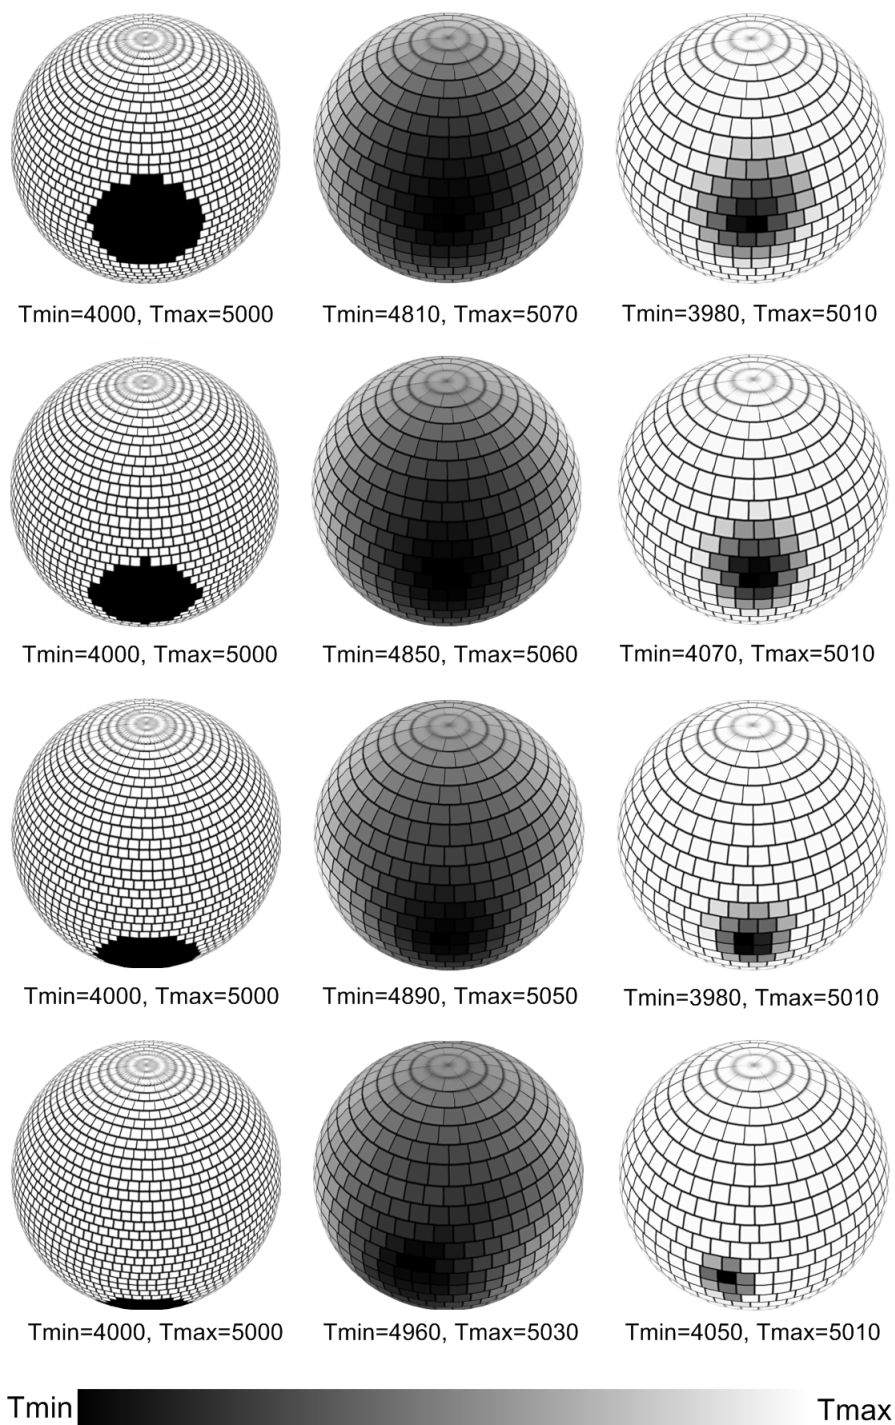 Tmin=4000, Tmax=5000 Tmin=4810, Tmax=5070 Tmin=3980, Tmax=5010
Tmin=4000, Tmax=5000 Tmin=4850, Tmax=5060 Tmin=4070, Tmax=5010
Tmin=4000, Tmax=5000 Tmin=4890, Tmax=5050 Tmin=3980, Tmax=5010
Tmin=4000, Tmax=5000 Tmin=4960, Tmax=5030 Tmin=4050, Tmax=5010
Tmin Tmax